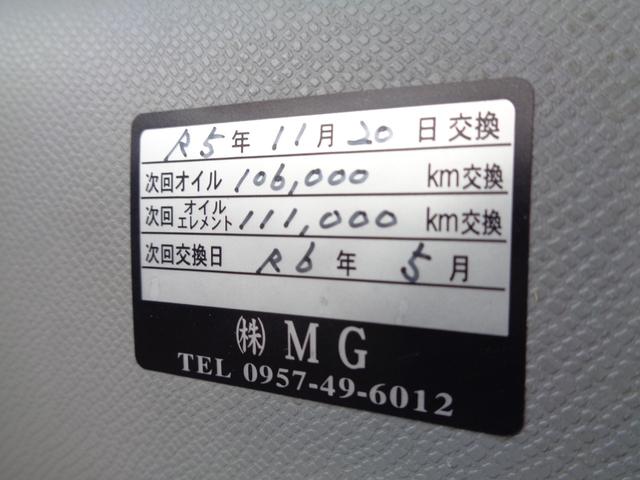 R5年 11月 20日 交換
次回オイル 106,000 km交換
次回オイルエレメント 111,000 km交換
次回交換日 R6年 5月
㈱ MG
TEL 0957-49-6012